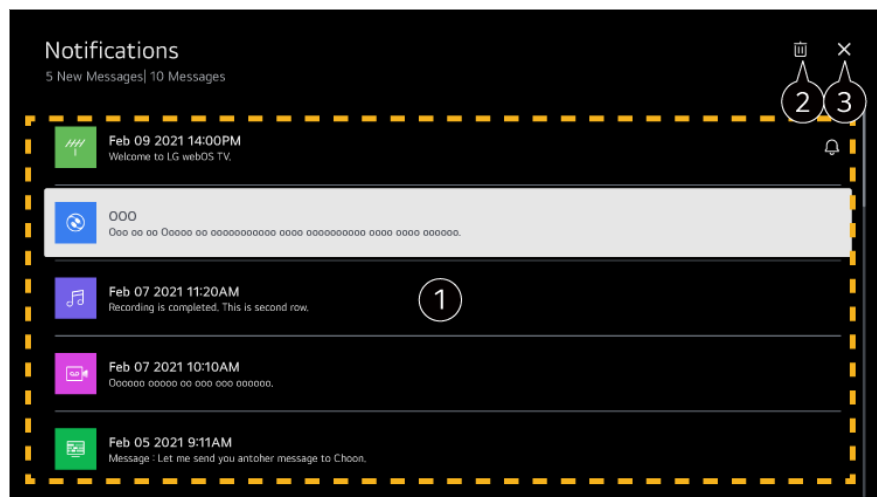 Notifications
5 New Messages| 10 Messages
2
3
Feb 09 2021 14:00PM
Welcome to LG webOS TV.
OOO
Ooo oo oo Ooooo oo ooooooooooo oooo oooooooooo oooo oooo oooooo.
1
Feb 07 2021 11:20AM
Recording is completed. This is second row.
Feb 07 2021 10:10AM
Oooooo ooooo oo ooo ooo oooooo.
Feb 05 2021 9:11AM
Message : Let me send you antoher message to Choon.